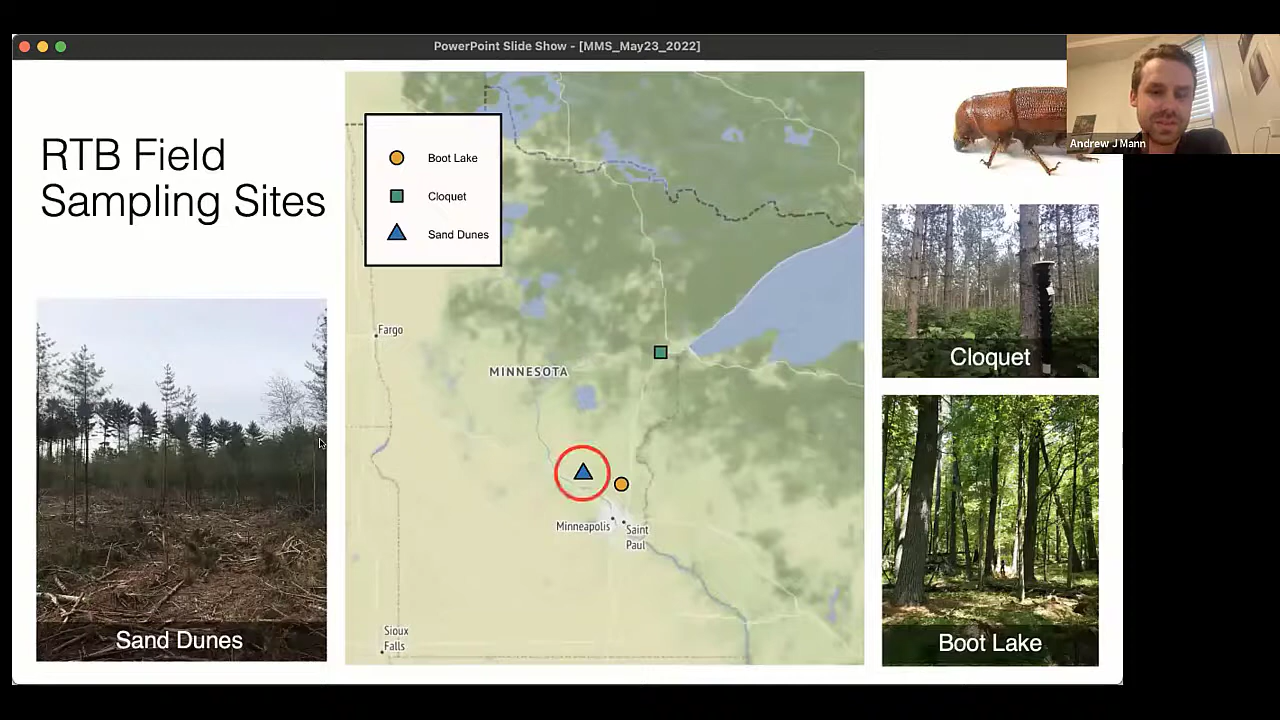 PowerPoint Slide Show - [MMS_May23_2022]
Andrew J Mann
RTB Field
Sampling Sites
Boot Lake
Cloquet
Sand Dunes
Fargo
MINNESOTA
Minneapolis
Saint
Paul
Sioux
Falls
Sand Dunes
Cloquet
Boot Lake